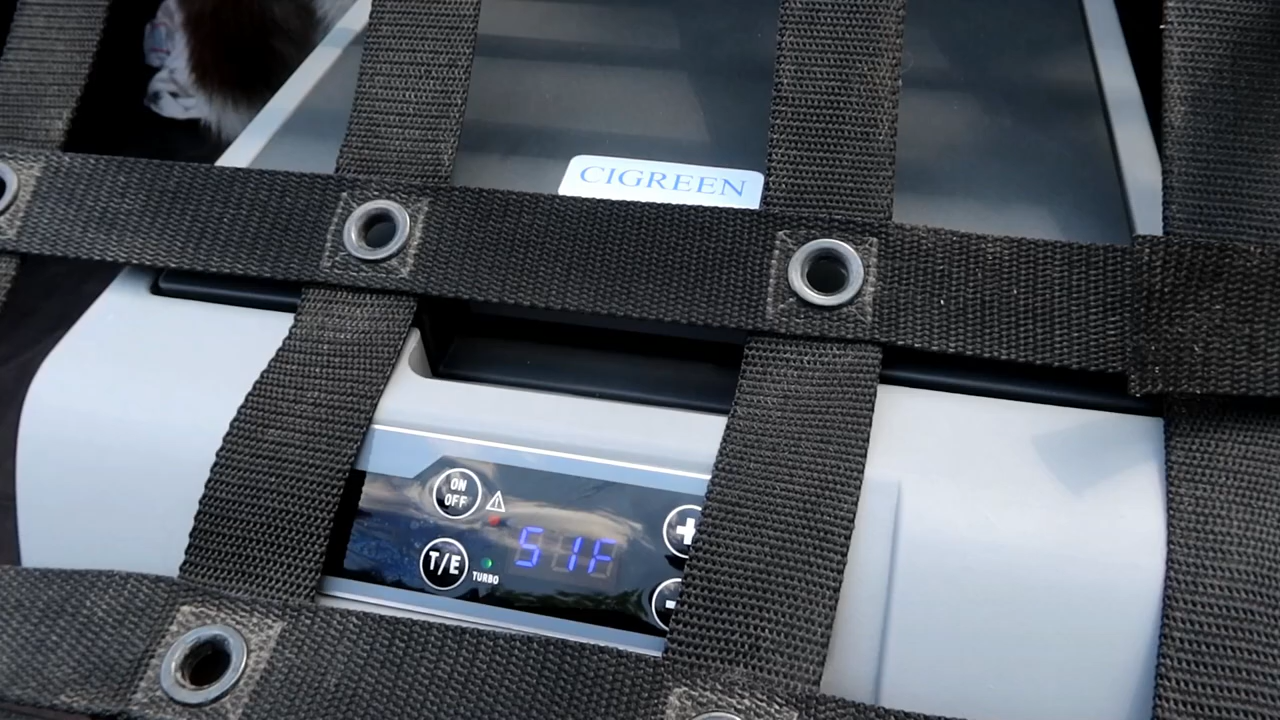 CIGREEN
ON
OFF
T/E
TURBO
51F
+
-